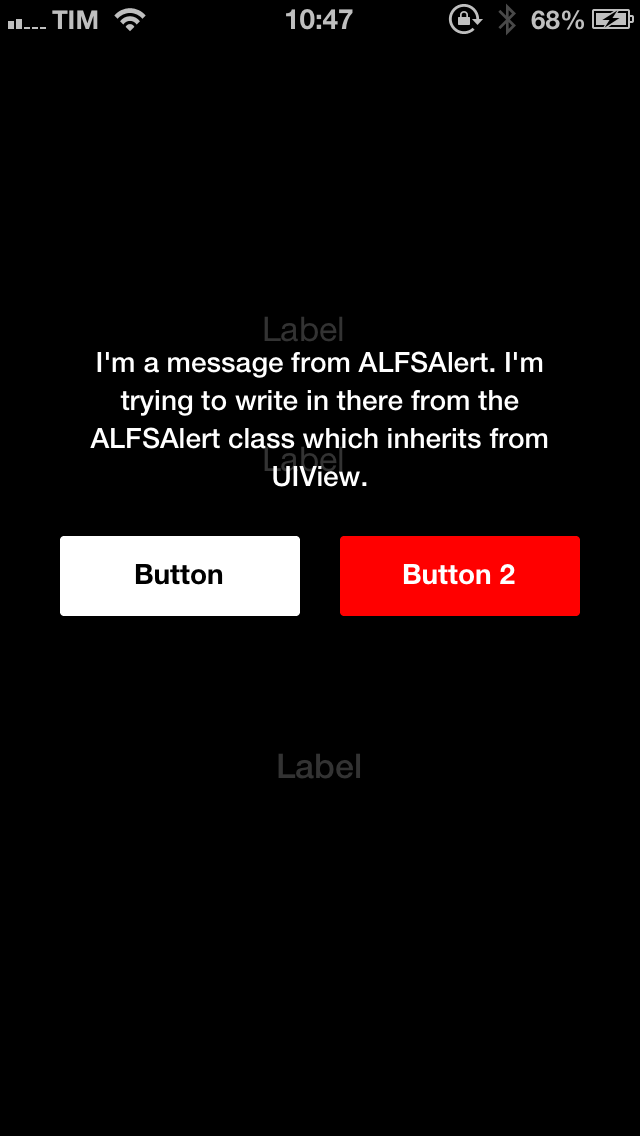 TIM 10:47 68%
Label
I'm a message from ALFSAlert. I'm
trying to write in there from the
ALFSAlert class which inherits from
Label
UIView.
Button Button 2
Label